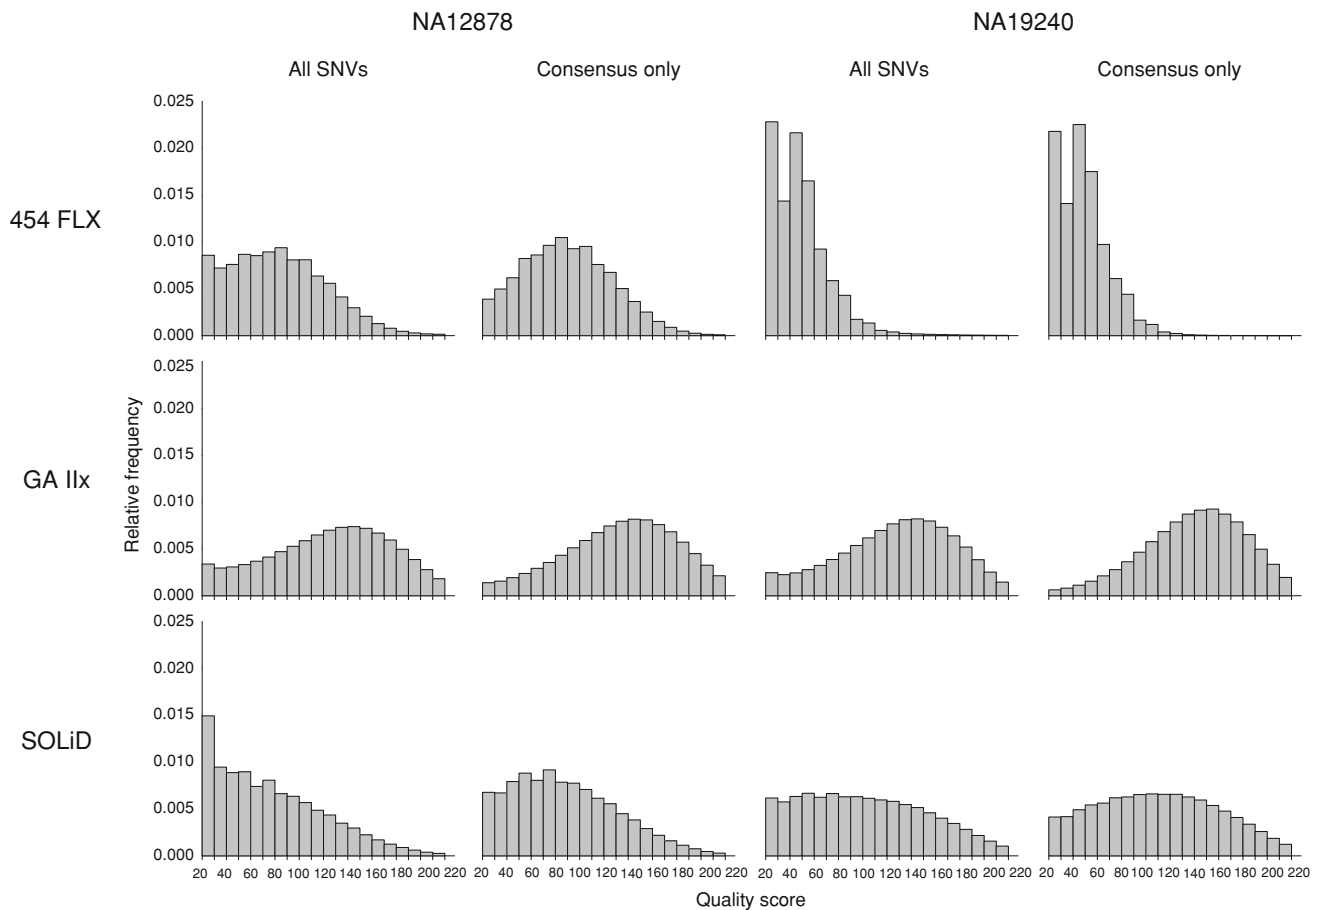 NA12878 NA19240
All SNVs Consensus only All SNVs Consensus only
454 FLX
0.025
0.020
0.015
0.010
0.005
0.000
GA IIx
Relative frequency
0.025
0.020
0.015
0.010
0.005
0.000
SOLiD
0.025
0.020
0.015
0.010
0.005
0.000
20 40 60 80 100 120 140 160 180 200 220 20 40 60 80 100 120 140 160 180 200 220 20 40 60 80 100 120 140 160 180 200 220 20 40 60 80 100 120 140 160 180 200 220
Quality score